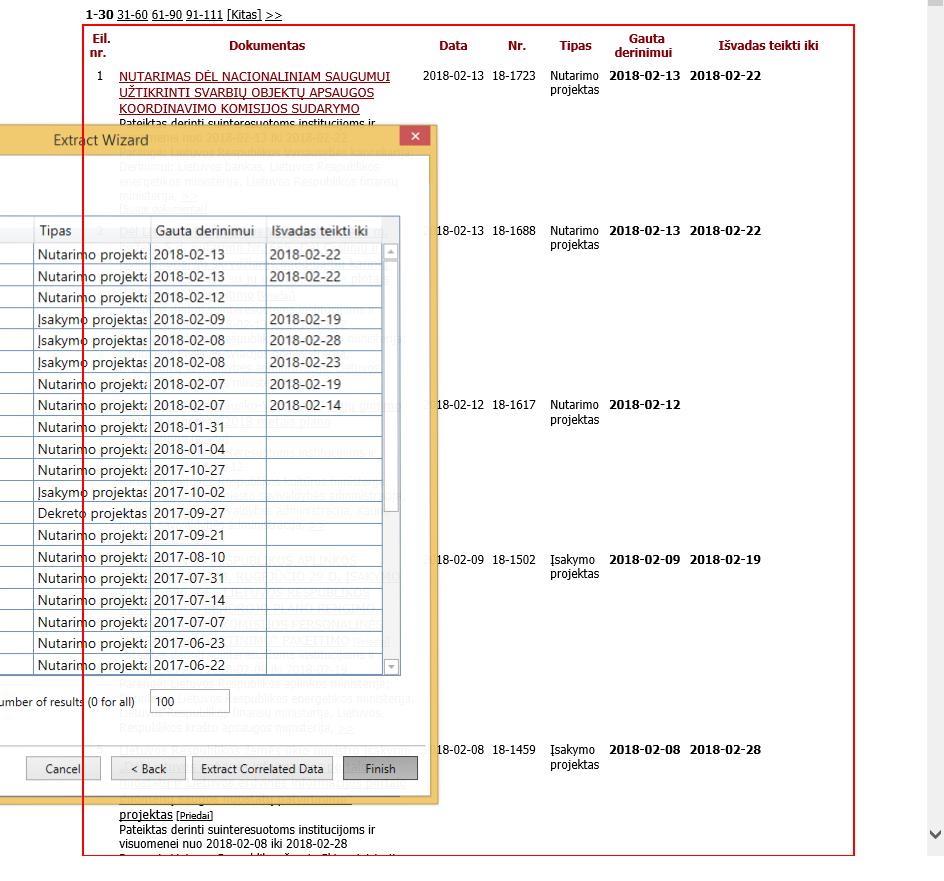 1-30 31-60 61-90 91-111 [Kitas] >>
Eil. nr. Dokumentas Data Nr. Tipas Gauta derinimui Išvadas teikti iki
1 NUTARIMAS DĖL NACIONALINIAM SAUGUMUI 2018-02-13 18-1723 Nutarimo 2018-02-13 2018-02-22
UŽTIKRINTI SVARBIŲ OBJEKTŲ APSAUGOS projektas
KOORDINAVIMO KOMISIJOS SUDARYMO
Pateiktas derinti suinteresuotoms institucijoms ir
18-02-13 18-1688 Nutarimo 2018-02-13 2018-02-22
projektas
18-02-12 18-1617 Nutarimo 2018-02-12
projektas
18-02-09 18-1502 Įsakymo 2018-02-09 2018-02-19
projektas
18-02-08 18-1459 Įsakymo 2018-02-08 2018-02-28
projektas
projektas [Priedai]
Pateiktas derinti suinteresuotoms institucijoms ir
visuomenei nuo 2018-02-08 iki 2018-02-28
Extract Wizard
Tipas Gauta derinimui Išvadas teikti iki
Nutarimo projekta 2018-02-13 2018-02-22
Nutarimo projekta 2018-02-13 2018-02-22
Nutarimo projekta 2018-02-12
Įsakymo projektas 2018-02-09 2018-02-19
Įsakymo projektas 2018-02-08 2018-02-28
Įsakymo projektas 2018-02-08 2018-02-23
Nutarimo projekta 2018-02-07 2018-02-19
Nutarimo projekta 2018-02-07 2018-02-14
Nutarimo projekta 2018-01-31
Nutarimo projekta 2018-01-04
Nutarimo projekta 2017-10-27
Įsakymo projektas 2017-10-02
Dekreto projektas 2017-09-27
Nutarimo projekta 2017-09-21
Nutarimo projekta 2017-08-10
Nutarimo projekta 2017-07-31
Nutarimo projekta 2017-07-14
Nutarimo projekta 2017-07-07
Nutarimo projekta 2017-06-23
Nutarimo projekta 2017-06-22
umber of results (0 for all) 100
Cancel < Back Extract Correlated Data Finish